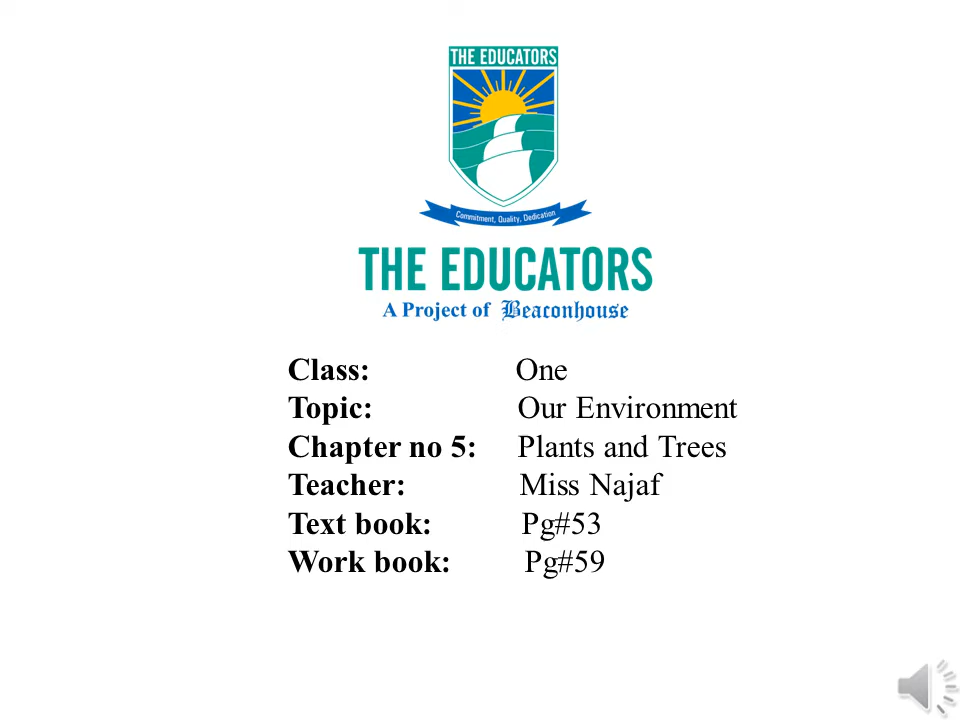 THE EDUCATORS
Commitment, Quality, Dedication
THE EDUCATORS
A Project of Beaconhouse
Class: One
Topic: Our Environment
Chapter no 5: Plants and Trees
Teacher: Miss Najaf
Text book: Pg#53
Work book: Pg#59